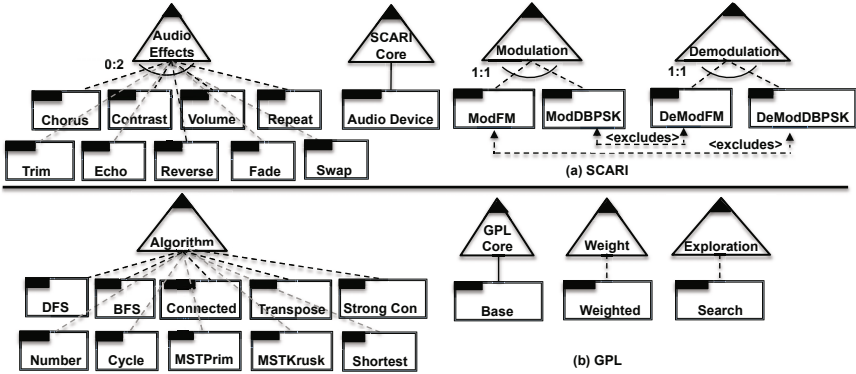 Audio
Effects
0:2
Chorus
Contrast
Volume
Repeat
Trim
Echo
Reverse
Fade
Swap
SCARI
Core
Audio Device
Modulation
1:1
ModFM
ModDBPSK
Demodulation
1:1
DeModFM
DeModDBPSK
<excludes>
<excludes>
(a) SCARI
Algorithm
DFS
BFS
Connected
Transpose
Strong Con
Number
Cycle
MSTPrim
MSTKrusk
Shortest
GPL
Core
Base
Weight
Weighted
Exploration
Search
(b) GPL